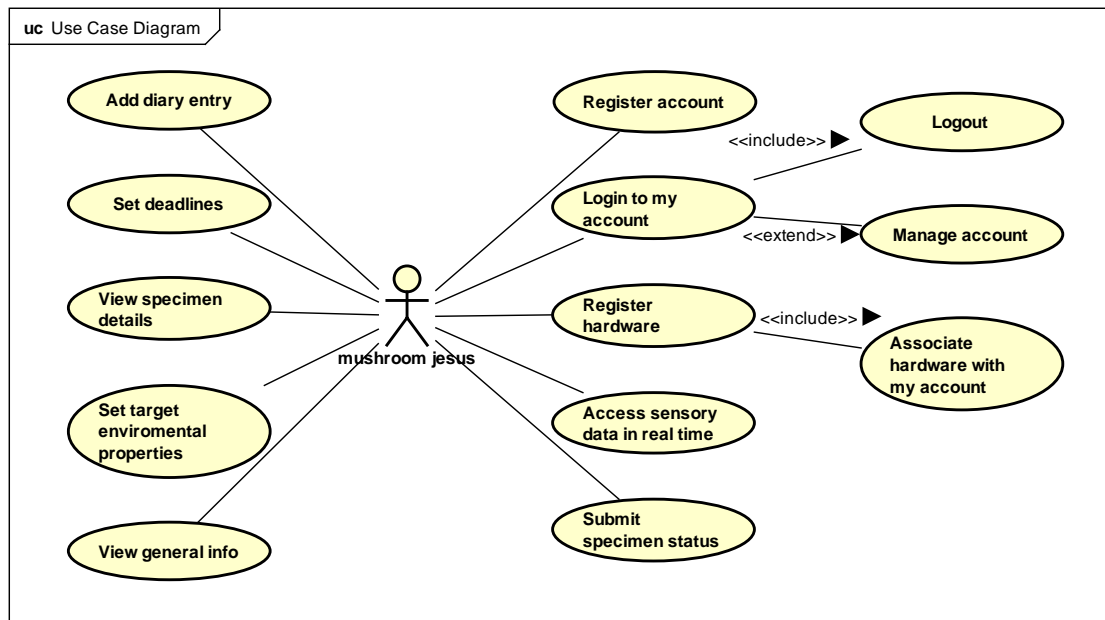 uc Use Case Diagram
Add diary entry
Set deadlines
View specimen
details
Set target
enviromental
properties
View general info
mushroom jesus
Register account
Login to my
account
Register
hardware
Access sensory
data in real time
Submit
specimen status
<<include>>
<<extend>>
<<include>>
Logout
Manage account
Associate
hardware with
my account